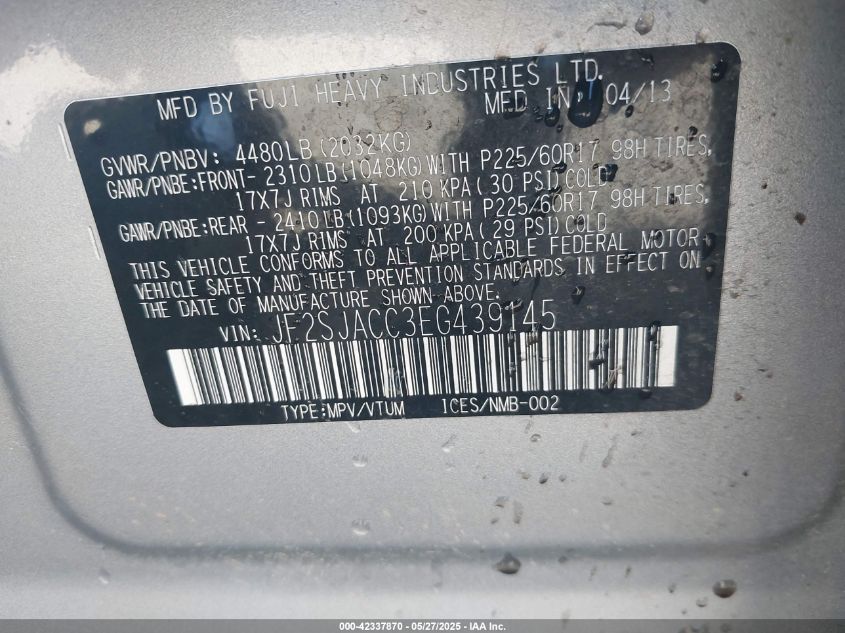 MFD BY FUJI HEAVY INDUSTRIES LTD.
MFD IN 04/13
GVWR/PNBV: 4480LB(2032KG)
GAWR/PNBE:FRONT- 2310LB(1048KG)WITH P225/60R17 98H TIRES,
17X7J RIMS AT 210 KPA( 30 PSI)COLD
GAWR/PNBE:REAR - 2410LB(1093KG)WITH P225/60R17 98H TIRES,
17X7J RIMS AT 200 KPA( 29 PSI)COLD
THIS VEHICLE CONFORMS TO ALL APPLICABLE FEDERAL MOTOR
VEHICLE SAFETY AND THEFT PREVENTION STANDARDS IN EFFECT ON
THE DATE OF MANUFACTURE SHOWN ABOVE.
VIN: JF2SJACC3EG439145
TYPE:MPV/VTUM ICES/NMB-002
000-42337870 - 05/27/2025 - IAA Inc.